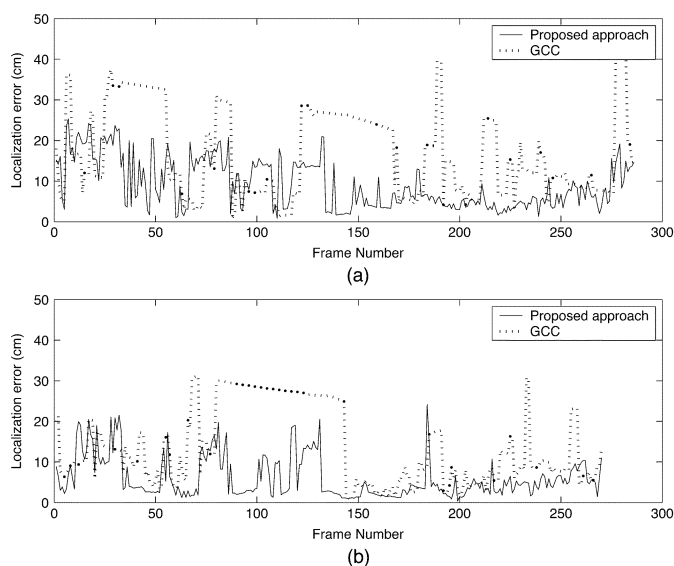 50
40
30
20
10
0
Localization error (cm)
Proposed approach
GCC
0 50 100 150 200 250 300
Frame Number
(a)
50
40
30
20
10
0
Localization error (cm)
Proposed approach
GCC
0 50 100 150 200 250 300
Frame Number
(b)